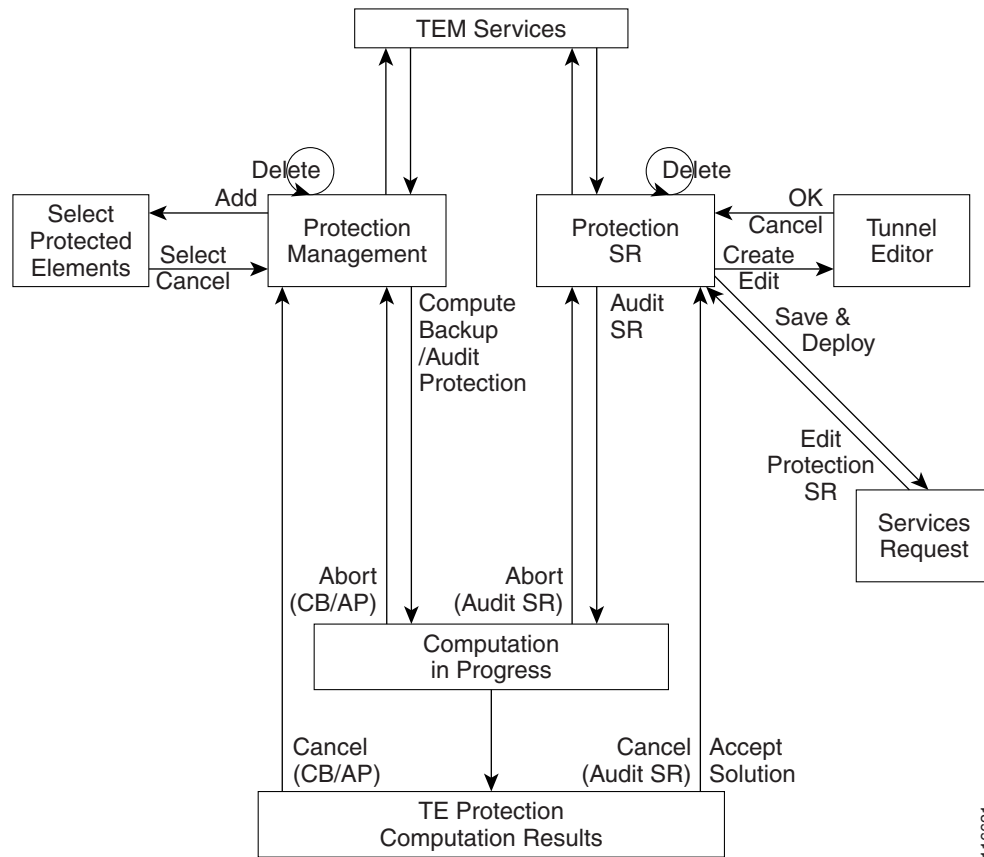 TEM Services
Delete
Delete
Add
OK
Cancel
Select
Protected
Elements
Protection
Management
Protection
SR
Tunnel
Editor
Select
Cancel
Create
Edit
Compute
Backup
/Audit
Protection
Audit
SR
Save &
Deploy
Edit
Protection
SR
Services
Request
Abort
(CB/AP)
Abort
(Audit SR)
Computation
in Progress
Cancel
(CB/AP)
Cancel
(Audit SR)
Accept
Solution
TE Protection
Computation Results